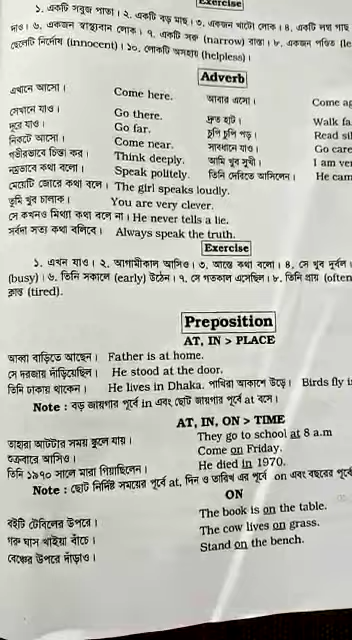 Exercise
১. একটি সবুজ পাতা। ২. একটি বড় মাছ। ৩. একজন খাটো লোক। ৪. একটি লম্বা গাছ
দাও। ৬. একজন স্বাস্থ্যবান লোক। ৭. একটি সরু (narrow) রাস্তা। ৮. একজন পণ্ডিত (le
ছেলেটি নির্দোষ (innocent)। ১০. লোকটি অসহায় (helpless)।
Adverb
এখানে আসো। Come here. আবার এসো। Come ag
সেখানে যাও। Go there. দ্রুত হাট। Walk fa
দূরে যাও। Go far. চুপি চুপি পড়। Read sil
নিকটে আসো। Come near. সাবধানে যাও। Go care
গভীরভাবে চিন্তা কর। Think deeply. আমি খুব সুখী। I am ve
নম্রভাবে কথা বলো। Speak politely. তিনি দেরিতে আসিলেন। He cam
মেয়েটি জোরে কথা বলে। The girl speaks loudly.
তুমি খুব চালাক। You are very clever.
সে কখনও মিথ্যা কথা বলে না। He never tells a lie.
সর্বদা সত্য কথা বলিবে। Always speak the truth.
Exercise
১. এখন যাও। ২. আগামীকাল আসিও। ৩. আস্তে কথা বলো। ৪. সে খুব দুর্বল।
(busy)। ৬. তিনি সকালে (early) উঠেন। ৭. সে গতকাল এসেছিল। ৮. তিনি প্রায় (often
ক্লান্ত (tired).
Preposition
AT, IN > PLACE
আব্বা বাড়িতে আছেন। Father is at home.
সে দরজায় দাঁড়িয়েছিল। He stood at the door.
তিনি ঢাকায় থাকেন। He lives in Dhaka. পাখিরা আকাশে উড়ে। Birds fly i
Note : বড় জায়গার পূর্বে in এবং ছোট জায়গার পূর্বে at বসে।
AT, IN, ON > TIME
তাহারা আটটার সময় স্কুলে যায়। They go to school at 8 a.m
শুক্রবারে আসিও। Come on Friday.
তিনি ১৯৭০ সালে মারা গিয়াছিলেন। He died in 1970.
Note : ছোট নির্দিষ্ট সময়ের পূর্বে at, দিন ও তারিখ এর পূর্বে on এবং বছরের পূর্বে
ON
বইটি টেবিলের উপরে। The book is on the table.
গরু ঘাস খাইয়া বাঁচে। The cow lives on grass.
বেঞ্চের উপরে দাঁড়াও। Stand on the bench.